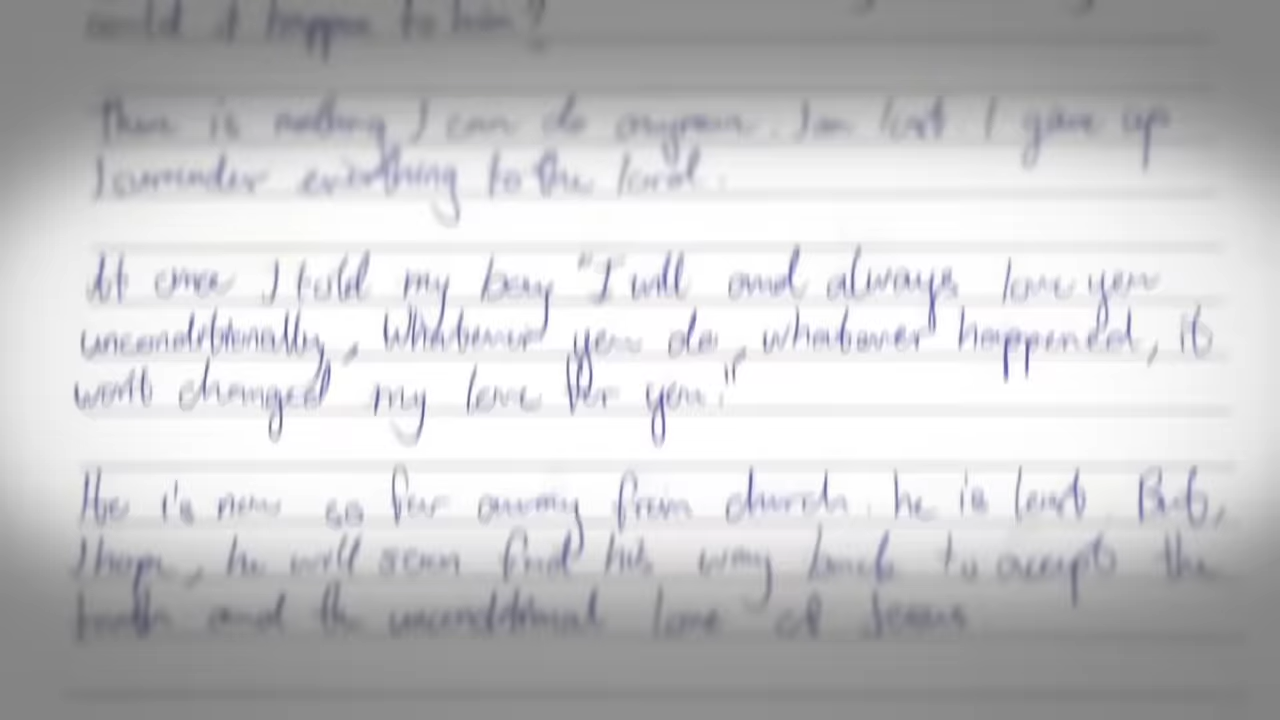 could it happen to him?
There is nothing I can do anymore. I am lost. I gave up
I surrender everything to the lord.
At once I told my boy "I will and always love you
unconditionally, Whatever you do, whatever happened, it
won't changed my love for you."
He is now so far away from church. he is lost. But,
I hope, he will soon find his way back to accept the
truth and the unconditional love of Jesus